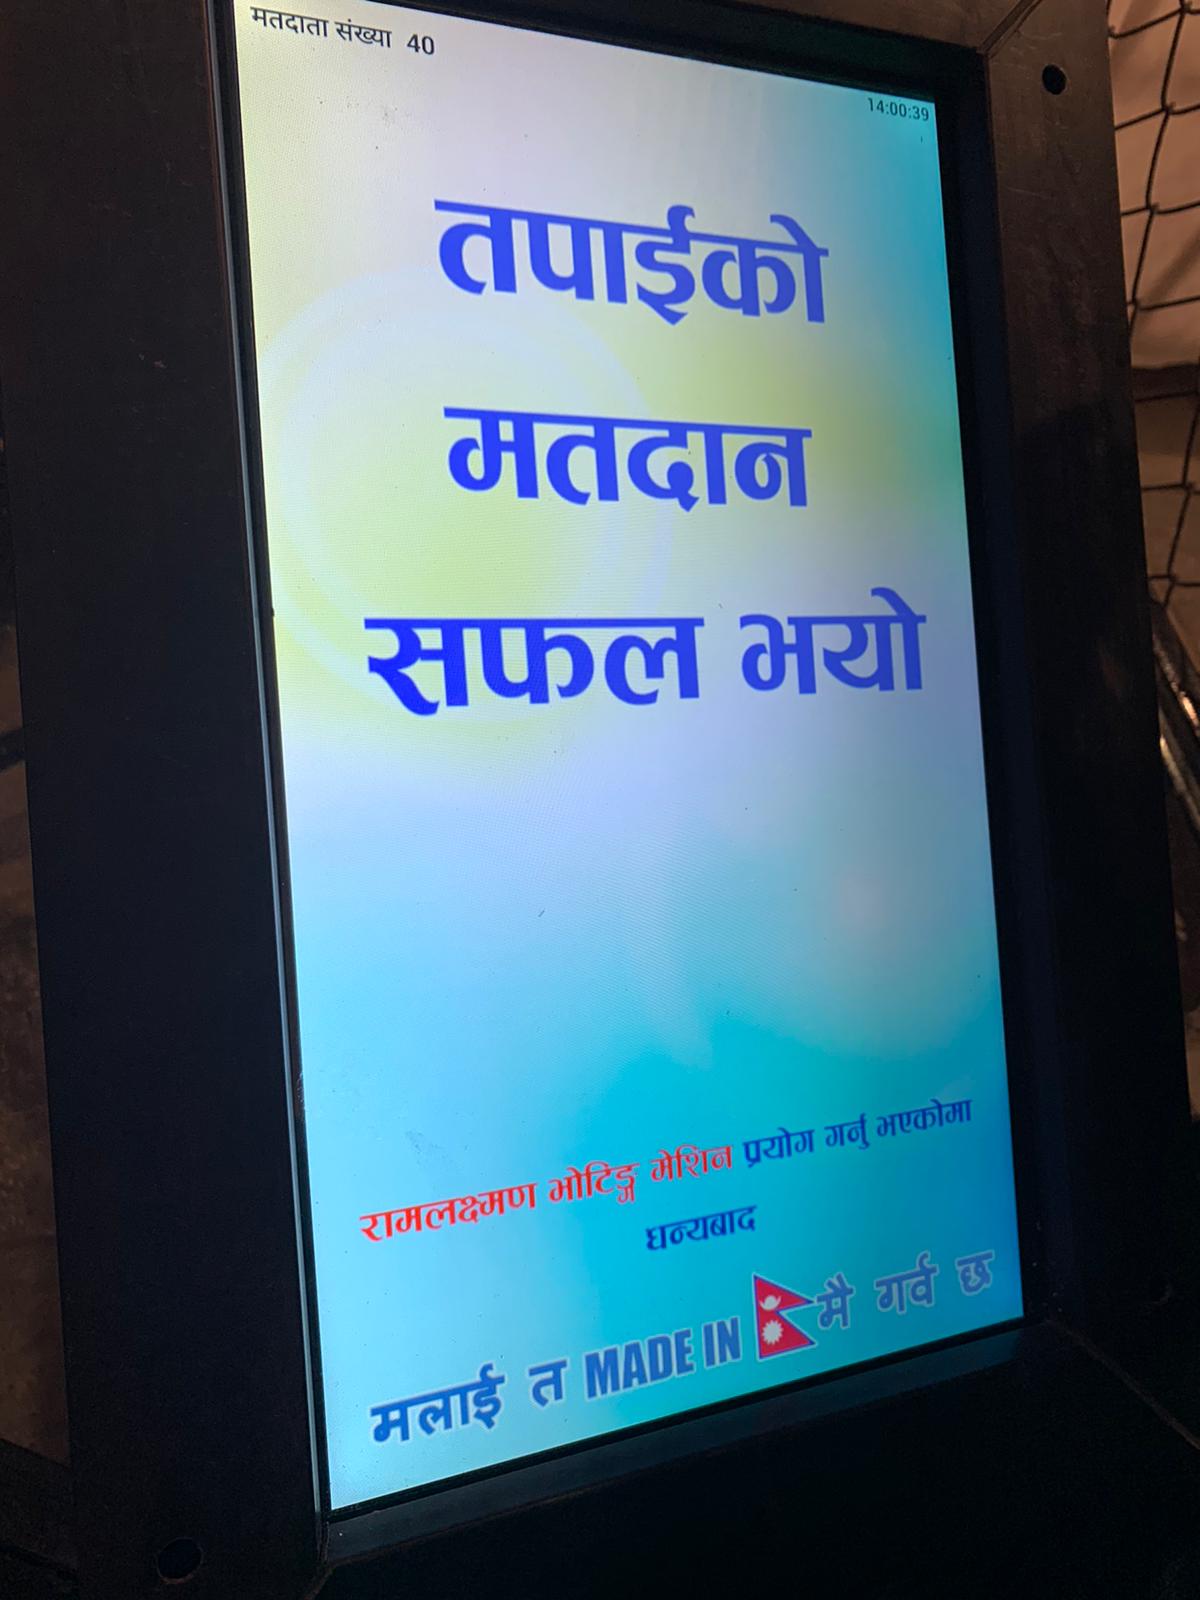 मतदाता संख्या 40
14:00:39
तपाईको
मतदान
सफल भयो
रामलक्ष्मण भोटिङ्ग मेशिन प्रयोग गर्नु भएकोमा
धन्यबाद
मलाई त MADE IN मै गर्व छ